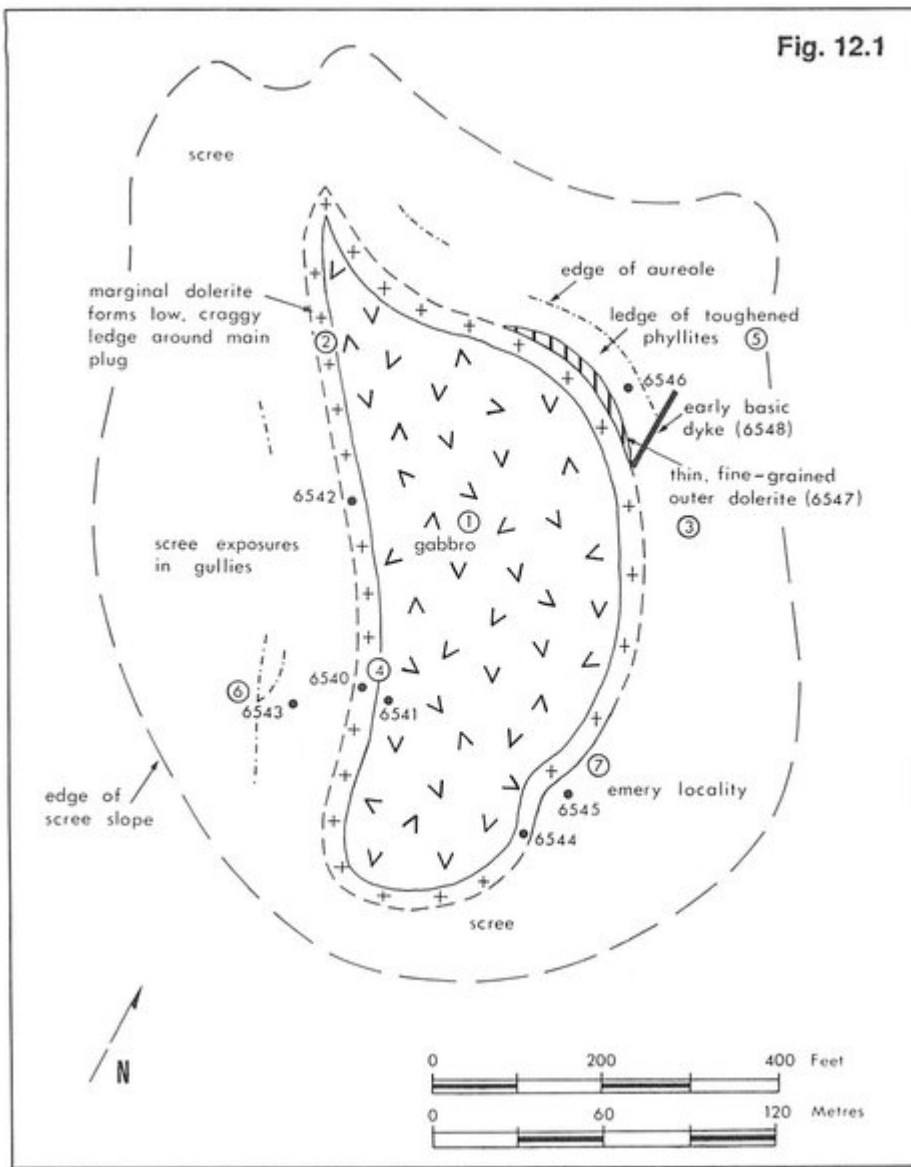 Fig. 12.1
scree
edge of aureole
marginal dolerite
forms low, craggy
ledge around main
plug
ledge of toughened
phyllites
5
2
6546
early basic
dyke (6548)
thin, fine-grained
outer dolerite (6547)
6542
1
gabbro
3
scree exposures
in gullies
6540
4
6
6543
6541
7
emery locality
edge of
scree slope
6545
6544
scree
N
0 200 400 Feet
0 60 120 Metres